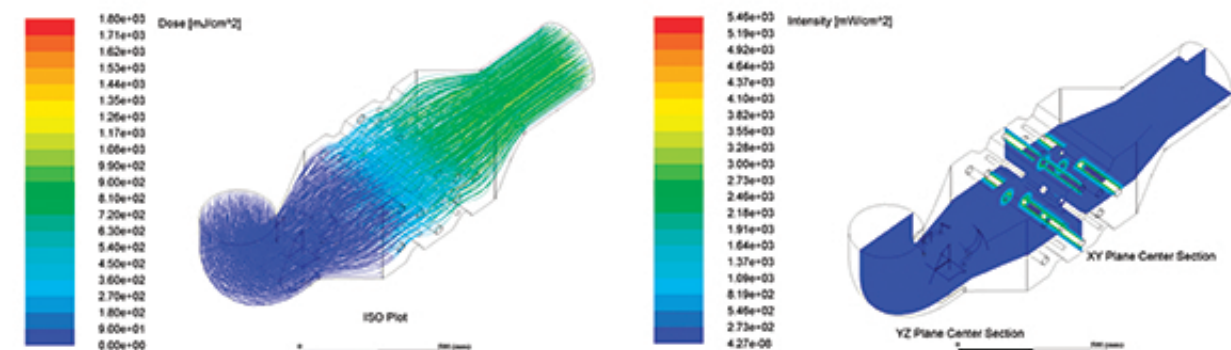 Dose [mJ/cm^2]
1.80e+03
1.71e+03
1.62e+03
1.53e+03
1.44e+03
1.35e+03
1.26e+03
1.17e+03
1.08e+03
9.90e+02
9.00e+02
8.10e+02
7.20e+02
6.30e+02
5.40e+02
4.50e+02
3.60e+02
2.70e+02
1.80e+02
9.00e+01
0.00e+00
ISO Plot
Intensity [mW/cm^2]
5.46e+03
5.19e+03
4.92e+03
4.64e+03
4.37e+03
4.10e+03
3.82e+03
3.55e+03
3.28e+03
3.00e+03
2.73e+03
2.46e+03
2.18e+03
1.91e+03
1.64e+03
1.37e+03
1.09e+03
8.19e+02
5.46e+02
2.73e+02
4.27e-06
XY Plane Center Section
YZ Plane Center Section